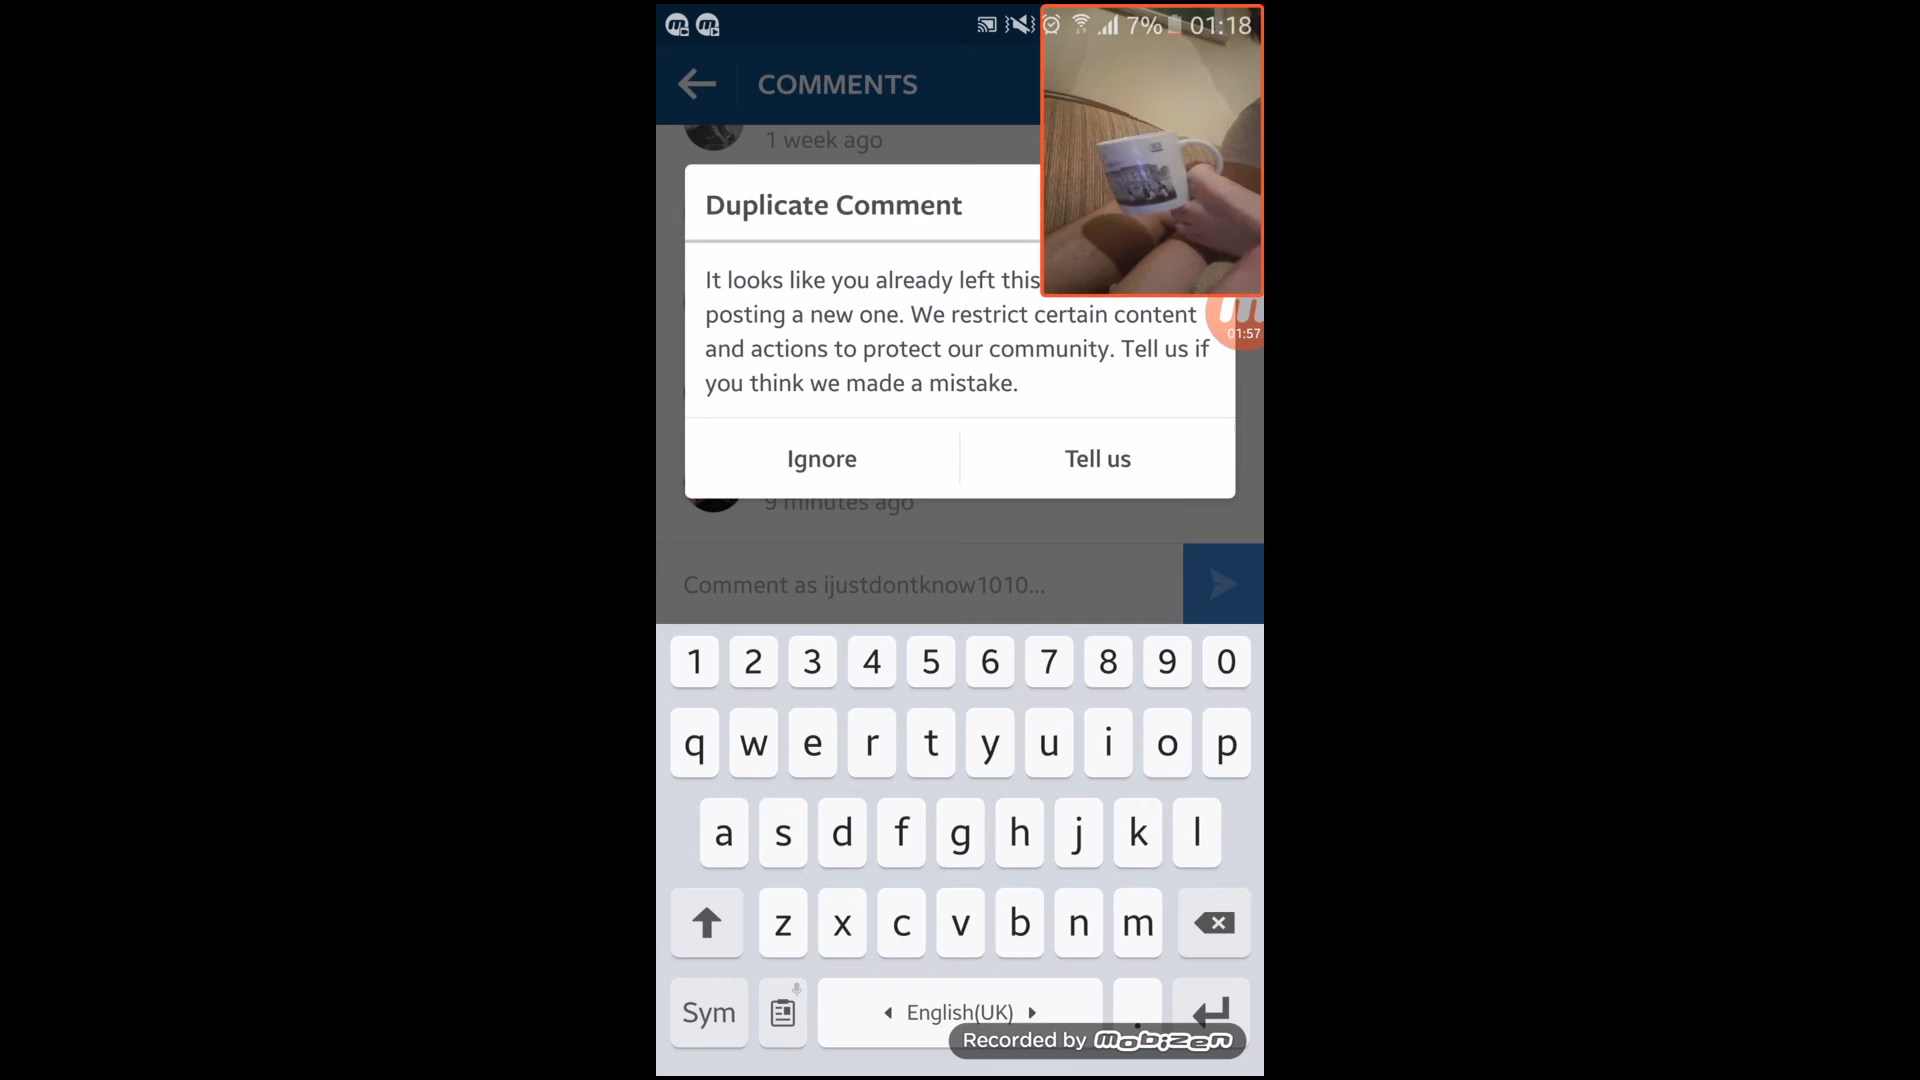 7% 01:18
COMMENTS
1 week ago
Duplicate Comment
It looks like you already left this
posting a new one. We restrict certain content
and actions to protect our community. Tell us if
you think we made a mistake.
01:57
Ignore
Tell us
9 minutes ago
Comment as ijustdontknow1010...
1 2 3 4 5 6 7 8 9 0
q w e r t y u i o p
a s d f g h j k l
z x c v b n m
Sym
English(UK)
.
Recorded by mobizen